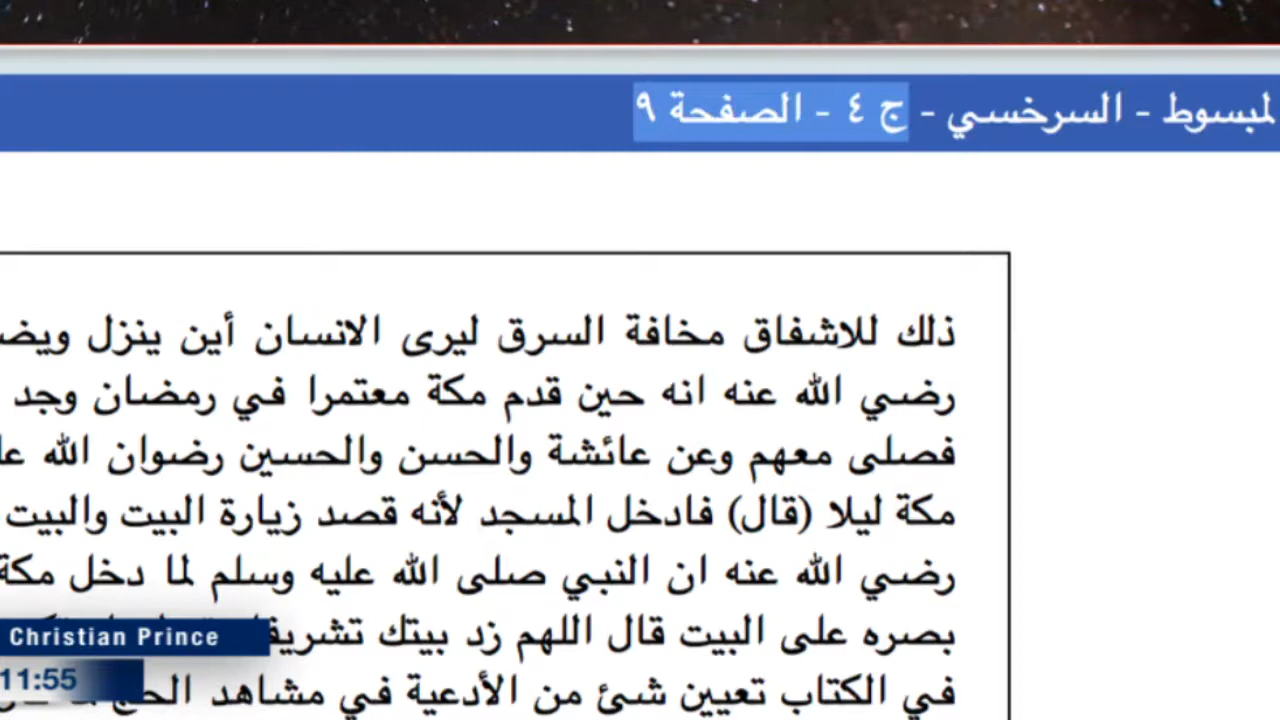 لمبسوط - السرخسي - ج ٤ - الصفحة ٩
ذلك للاشفاق مخافة السرق ليرى الانسان أين ينزل
رضي الله عنه انه حين قدم مكة معتمرا في رمضان وجد
فصلى معهم وعن عائشة والحسن والحسين رضوان الله
مكة ليلا (قال) فادخل المسجد لأنه قصد زيارة البيت والبيت
رضي الله عنه ان النبي صلى الله عليه وسلم لما دخل مكة
بصره على البيت قال اللهم زد بيتك
في الكتاب تعيين شئ من الأدعية في مشاهد
Christian Prince
11:55